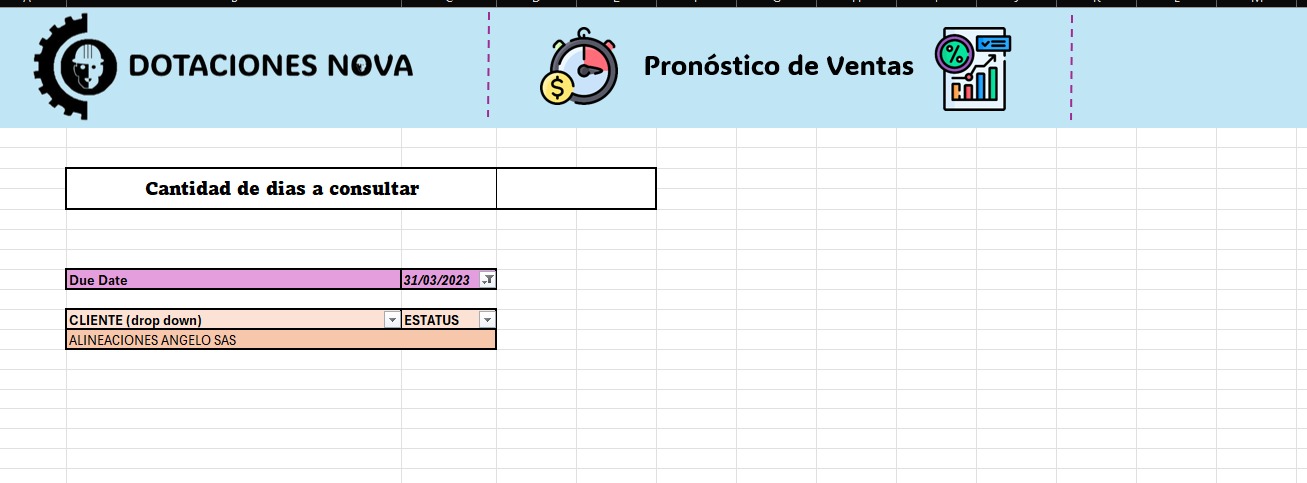 DOTACIONES NOVA
$
Pronóstico de Ventas
%
Cantidad de dias a consultar
Due Date 31/03/2023
CLIENTE (drop down) ESTATUS
ALINEACIONES ANGELO SAS